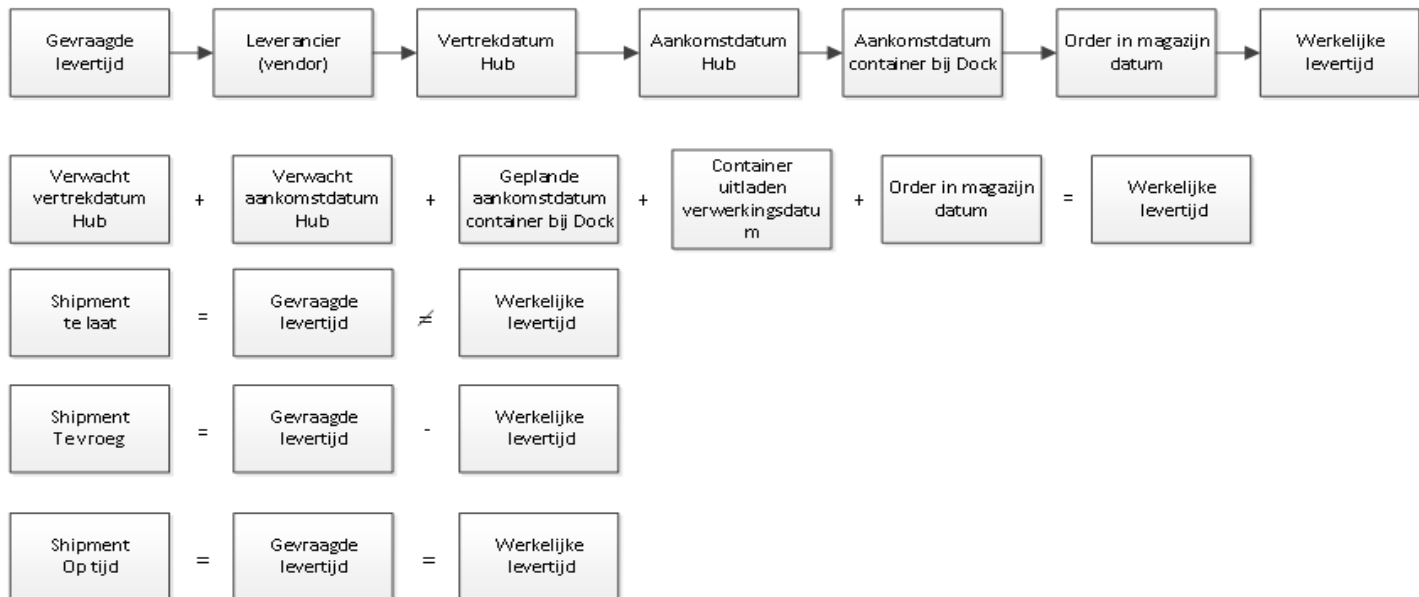 Gevraagde
levertijd
Leverancier
(vendor)
Vertrekdatum
Hub
Aankomstdatum
Hub
Aankomstdatum
container bij Dock
Order in magazijn
datum
Werkelijke
levertijd
Verwacht
vertrekdatum
Hub
+
Verwacht
aankomstdatum
Hub
+
Geplande
aankomstdatum
container bij Dock
+
Container
uitladen
verwerkingsdatu
m
+
Order in magazijn
datum
=
Werkelijke
levertijd
Shipment
te laat
=
Gevraagde
levertijd
≠
Werkelijke
levertijd
Shipment
Te vroeg
=
Gevraagde
levertijd
-
Werkelijke
levertijd
Shipment
Op tijd
=
Gevraagde
levertijd
=
Werkelijke
levertijd